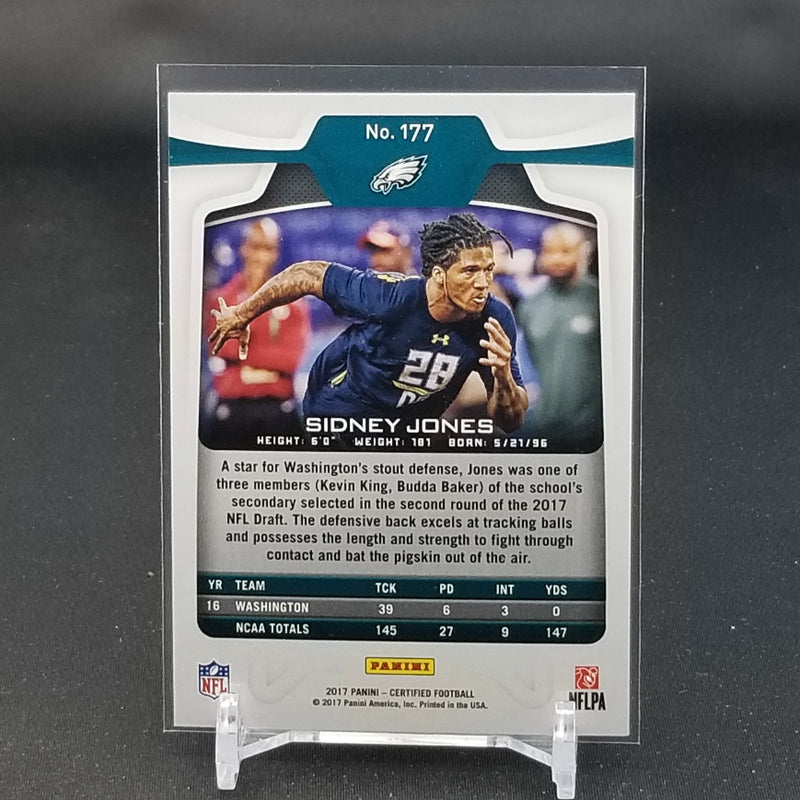 No. 177
28
SIDNEY JONES
HEIGHT: 6'0" WEIGHT: 181 BORN: 5/21/96
A star for Washington's stout defense, Jones was one of
three members (Kevin King, Budda Baker) of the school's
secondary selected in the second round of the 2017
NFL Draft. The defensive back excels at tracking balls
and possesses the length and strength to fight through
contact and bat the pigskin out of the air.
YR TEAM TCK PD INT YDS
16 WASHINGTON 39 6 3 0
NCAA TOTALS 145 27 9 147
PANINI
NFL
NFLPA
2017 PANINI – CERTIFIED FOOTBALL
© 2017 Panini America, Inc. Printed in the USA.